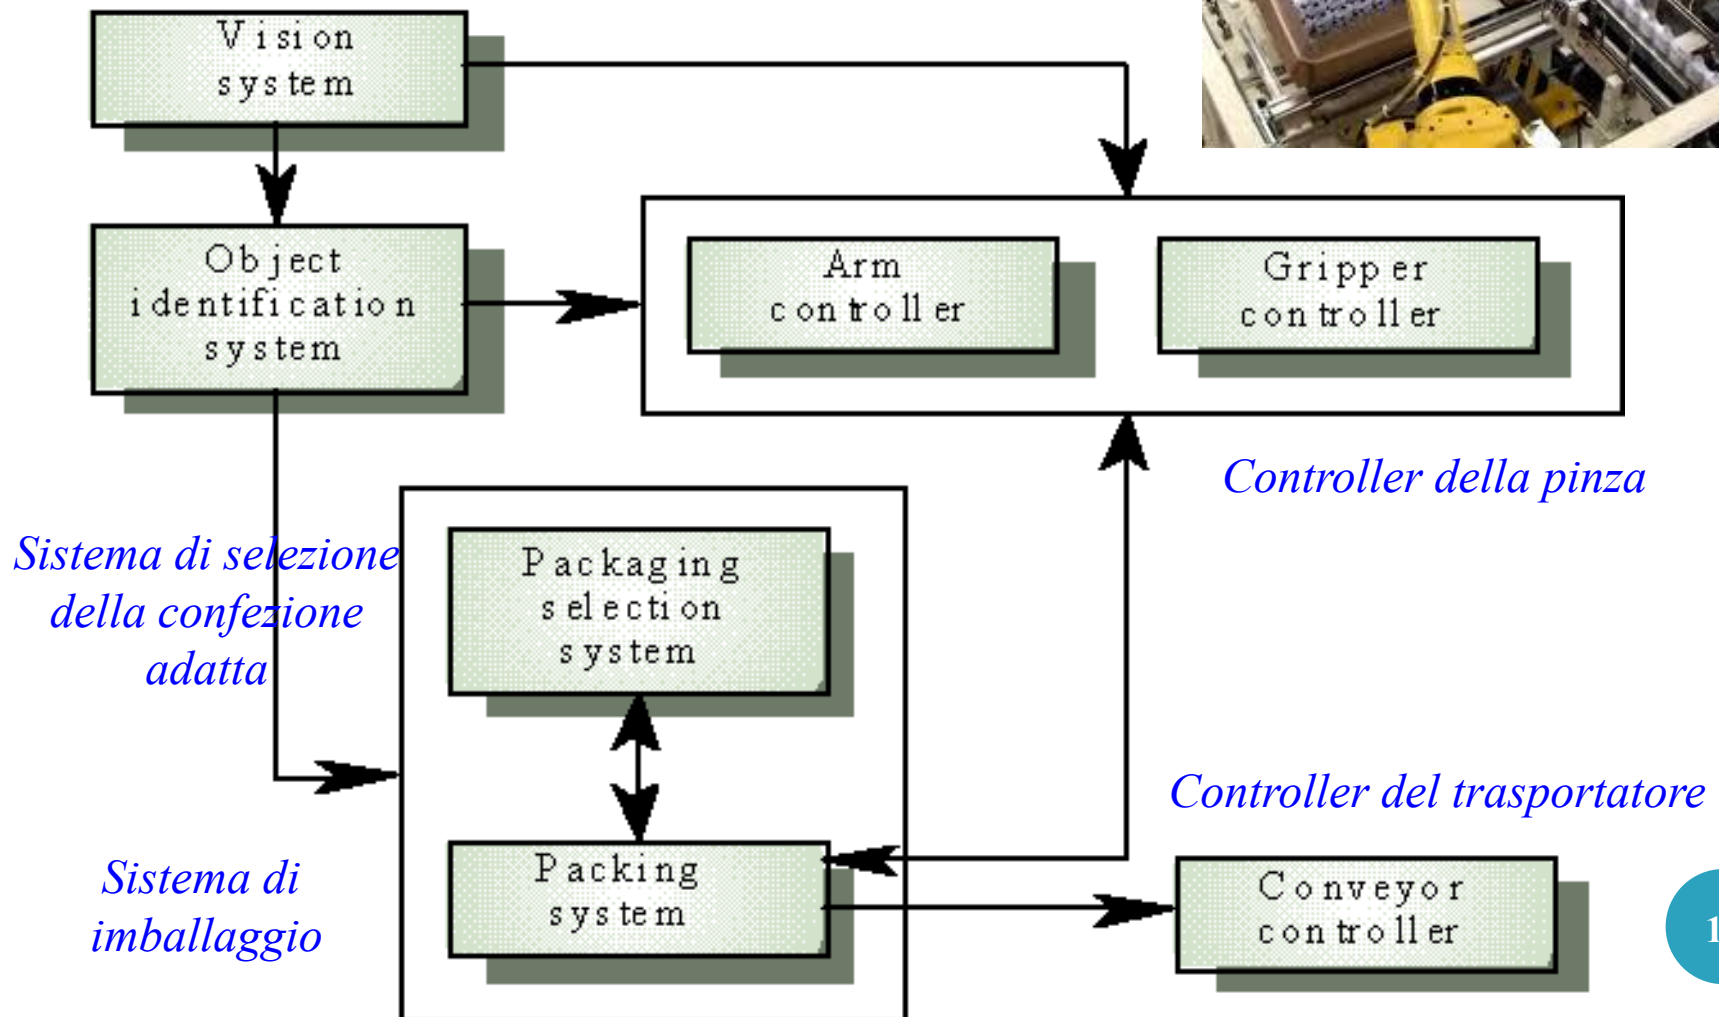 Vision
system
Object
identification
system
Arm
controller
Gripper
controller
Controller della pinza
Sistema di selezione
della confezione
adatta
Packaging
selection
system
Controller del trasportatore
Sistema di
imballaggio
Packing
system
Conveyor
controller
1